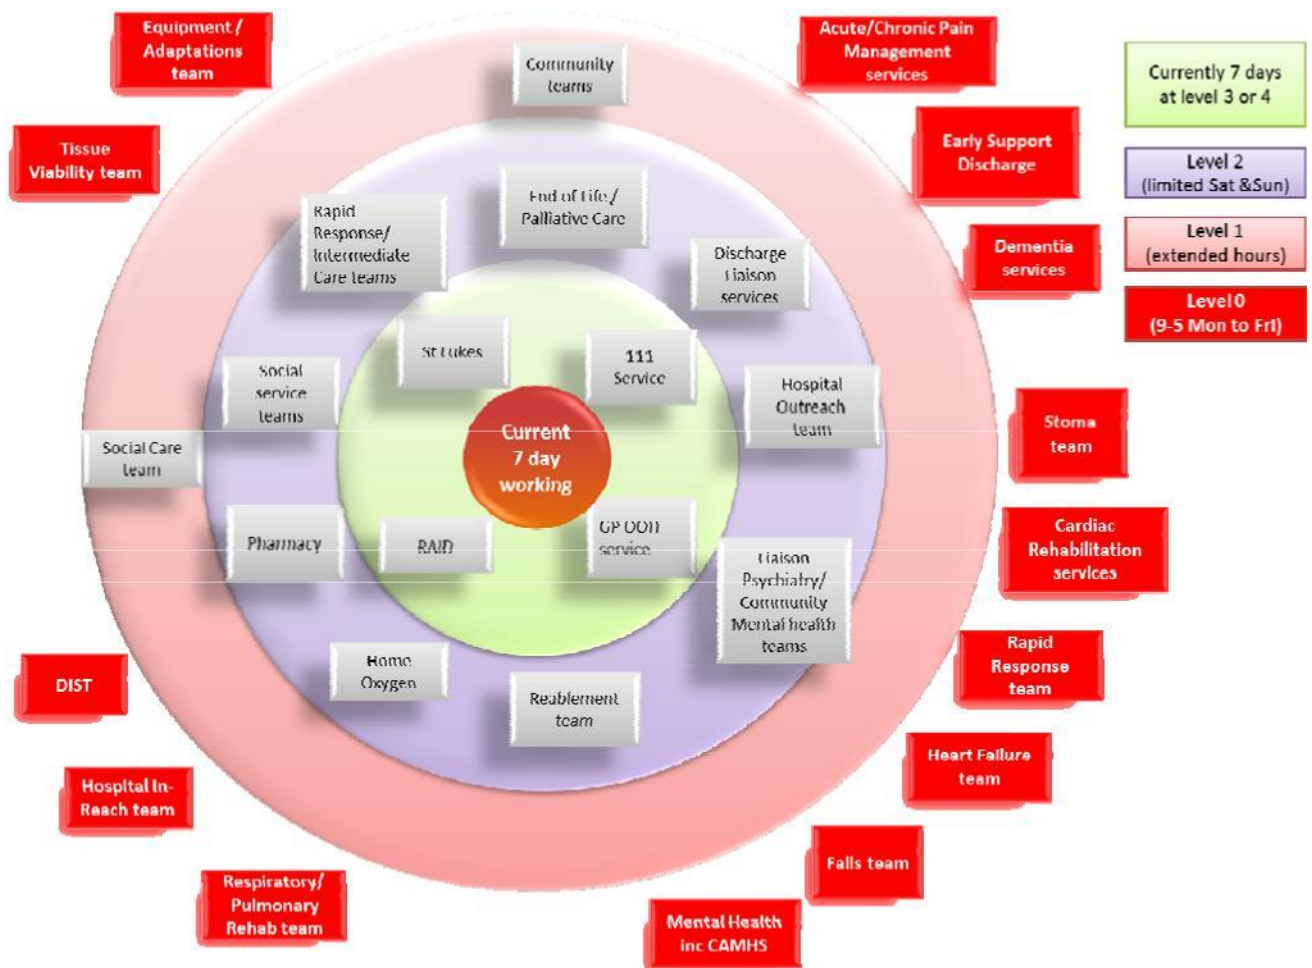 Equipment /
Adaptations
team
Acute/Chronic Pain
Management
services
Community
teams
Currently 7 days
at level 3 or 4
Tissue
Viability team
Early Support
Discharge
Level 2
(limited Sat &Sun)
Rapid
Response/
Intermediate
Care teams
End of Life /
Palliative Care
Discharge
Liaison
services
Dementia
services
Level 1
(extended hours)
Level 0
(9-5 Mon to Fri)
St Lukes
111
Service
Social
service
teams
Hospital
Outreach
team
Stoma
team
Social Care
team
Current
7 day
working
Pharmacy
RAID
GP OOH
service
Cardiac
Rehabilitation
services
Liaison
Psychiatry/
Community
Mental health
teams
Home
Oxygen
Reablement
team
Rapid
Response
team
DIST
Heart Failure
team
Hospital In-
Reach team
Falls team
Respiratory/
Pulmonary
Rehab team
Mental Health
inc CAMHS